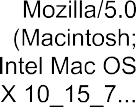 Mozilla/5.0
(Macintosh;
Intel Mac OS
X 10_15_7...